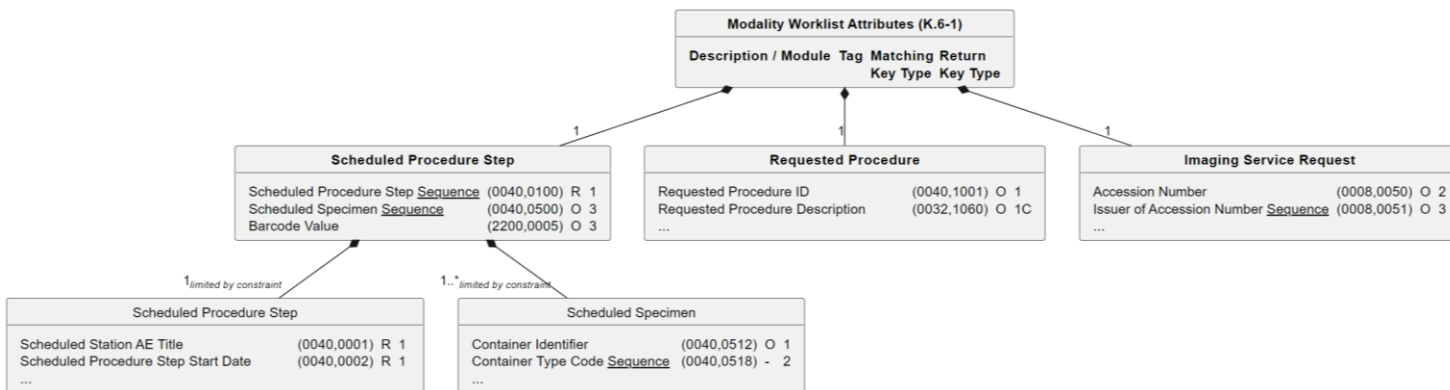 Modality Worklist Attributes (K.6-1)
Description / Module Tag Matching Return
Key Type Key Type
1
1
1
Scheduled Procedure Step
Scheduled Procedure Step Sequence (0040,0100) R 1
Scheduled Specimen Sequence (0040,0500) O 3
Barcode Value (2200,0005) O 3
Requested Procedure
Requested Procedure ID (0040,1001) O 1
Requested Procedure Description (0032,1060) O 1C
...
Imaging Service Request
Accession Number (0008,0050) O 2
Issuer of Accession Number Sequence (0008,0051) O 3
...
1 limited by constraint
1..* limited by constraint
Scheduled Procedure Step
Scheduled Station AE Title (0040,0001) R 1
Scheduled Procedure Step Start Date (0040,0002) R 1
...
Scheduled Specimen
Container Identifier (0040,0512) O 1
Container Type Code Sequence (0040,0518) - 2
...